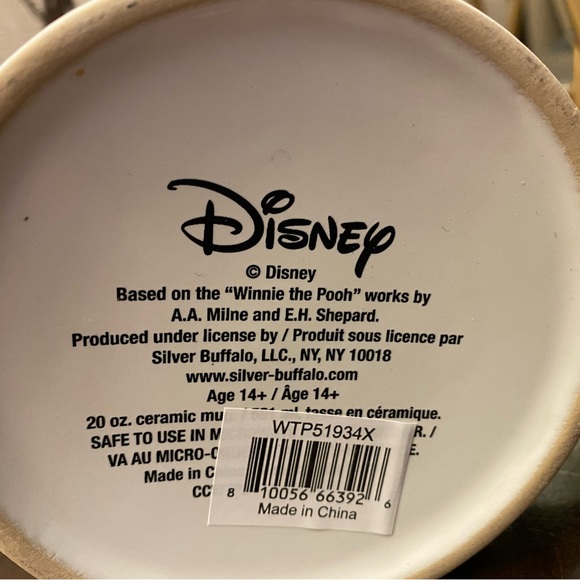 Disney
© Disney
Based on the "Winnie the Pooh" works by
A.A. Milne and E.H. Shepard.
Produced under license by / Produit sous licence par
Silver Buffalo, LLC., NY, NY 10018
www.silver-buffalo.com
Age 14+ / Âge 14+
20 oz. ceramic ml tasse en céramique.
SAFE TO USE IN R. /
VA AU MICRO- E.
Made in
WTP51934X
8 10056 66392 6
Made in China